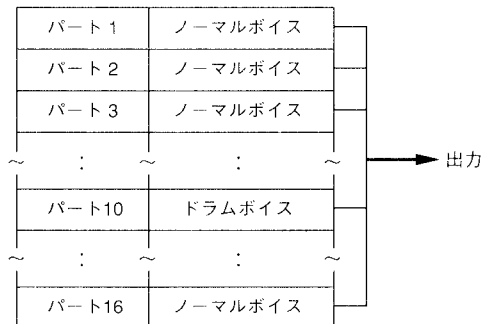 パート1 ノーマルボイス
パート2 ノーマルボイス
パート3 ノーマルボイス
～ : ～ : ～
出力
パート10 ドラムボイス
～ : ～ : ～
パート16 ノーマルボイス